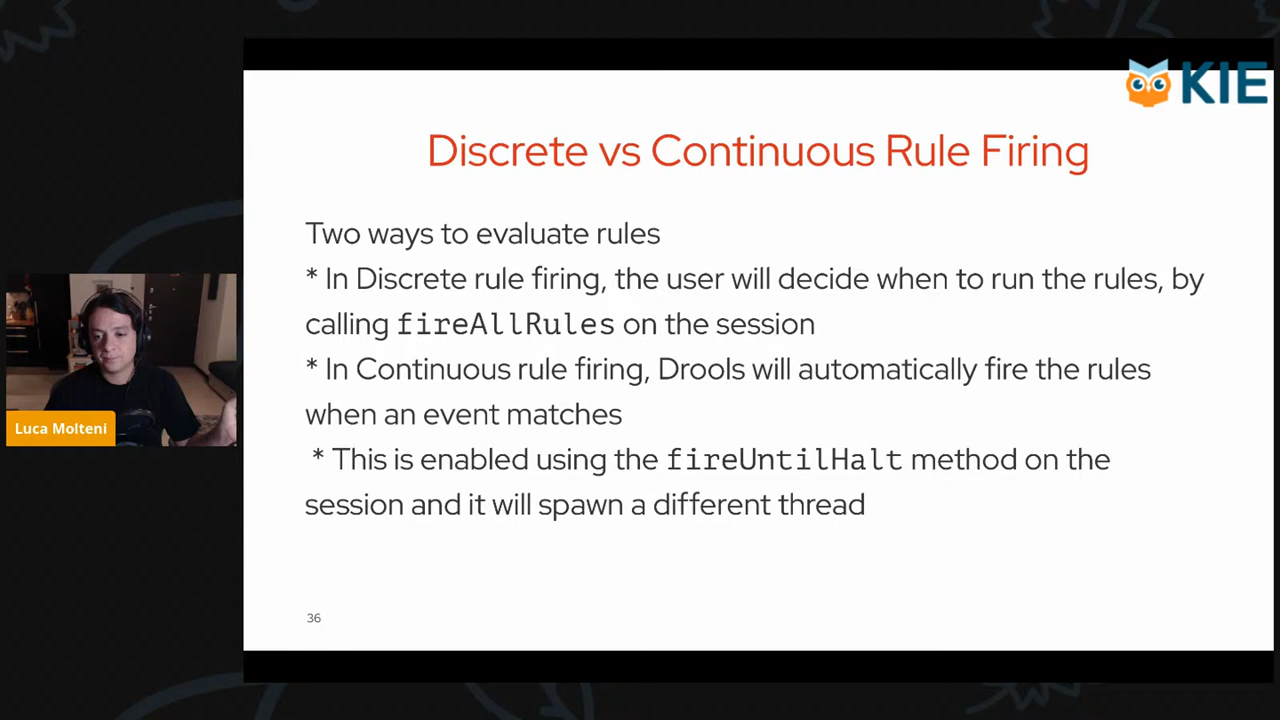 KIE
Discrete vs Continuous Rule Firing
Two ways to evaluate rules
* In Discrete rule firing, the user will decide when to run the rules, by
calling fireAllRules on the session
* In Continuous rule firing, Drools will automatically fire the rules
when an event matches
* This is enabled using the fireUntilHalt method on the
session and it will spawn a different thread
Luca Molteni
36